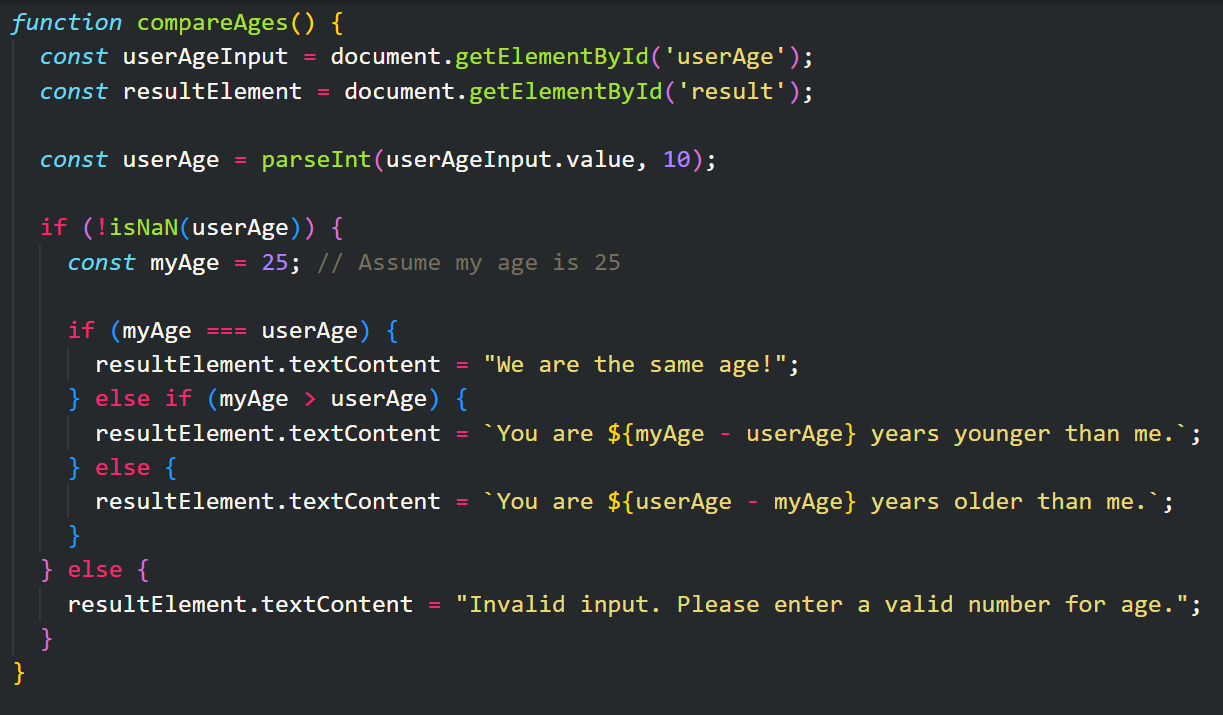 function compareAges() {
  const userAgeInput = document.getElementById('userAge');
  const resultElement = document.getElementById('result');

  const userAge = parseInt(userAgeInput.value, 10);

  if (!isNaN(userAge)) {
    const myAge = 25; // Assume my age is 25

    if (myAge === userAge) {
      resultElement.textContent = "We are the same age!";
    } else if (myAge > userAge) {
      resultElement.textContent = `You are ${myAge - userAge} years younger than me.`;
    } else {
      resultElement.textContent = `You are ${userAge - myAge} years older than me.`;
    }
  } else {
    resultElement.textContent = "Invalid input. Please enter a valid number for age.";
  }
}